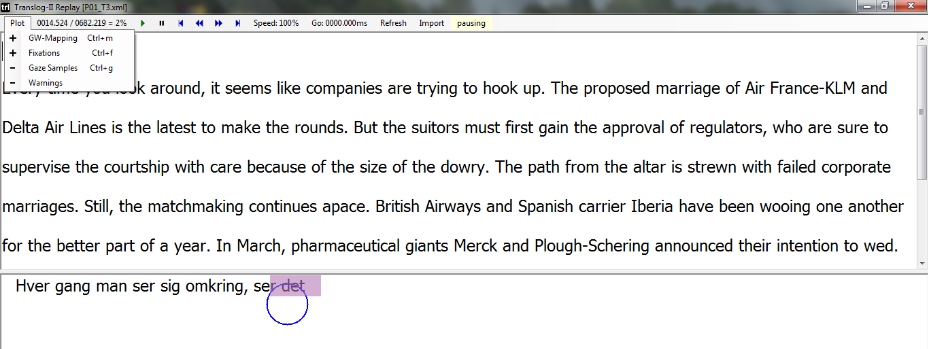 trl Translog-II Replay [P01_T3.xml]
Plot 0014.524 / 0682.219 = 2% Speed: 100% Go: 0000.000ms Refresh Import pausing
+ GW-Mapping Ctrl+m
+ Fixations Ctrl+f
- Gaze Samples Ctrl+g
- Warnings
Every time you look around, it seems like companies are trying to hook up. The proposed marriage of Air France-KLM and
Delta Air Lines is the latest to make the rounds. But the suitors must first gain the approval of regulators, who are sure to
supervise the courtship with care because of the size of the dowry. The path from the altar is strewn with failed corporate
marriages. Still, the matchmaking continues apace. British Airways and Spanish carrier Iberia have been wooing one another
for the better part of a year. In March, pharmaceutical giants Merck and Plough-Schering announced their intention to wed.
Hver gang man ser sig omkring, ser det